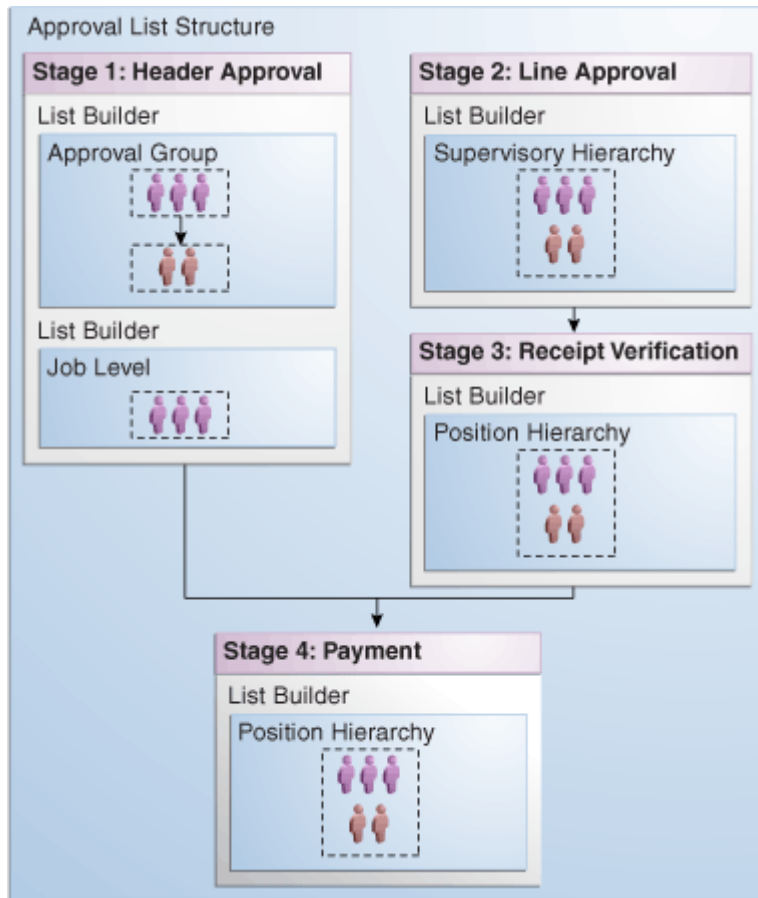 Approval List Structure
Stage 1: Header Approval
List Builder
Approval Group
List Builder
Job Level
Stage 2: Line Approval
List Builder
Supervisory Hierarchy
Stage 3: Receipt Verification
List Builder
Position Hierarchy
Stage 4: Payment
List Builder
Position Hierarchy